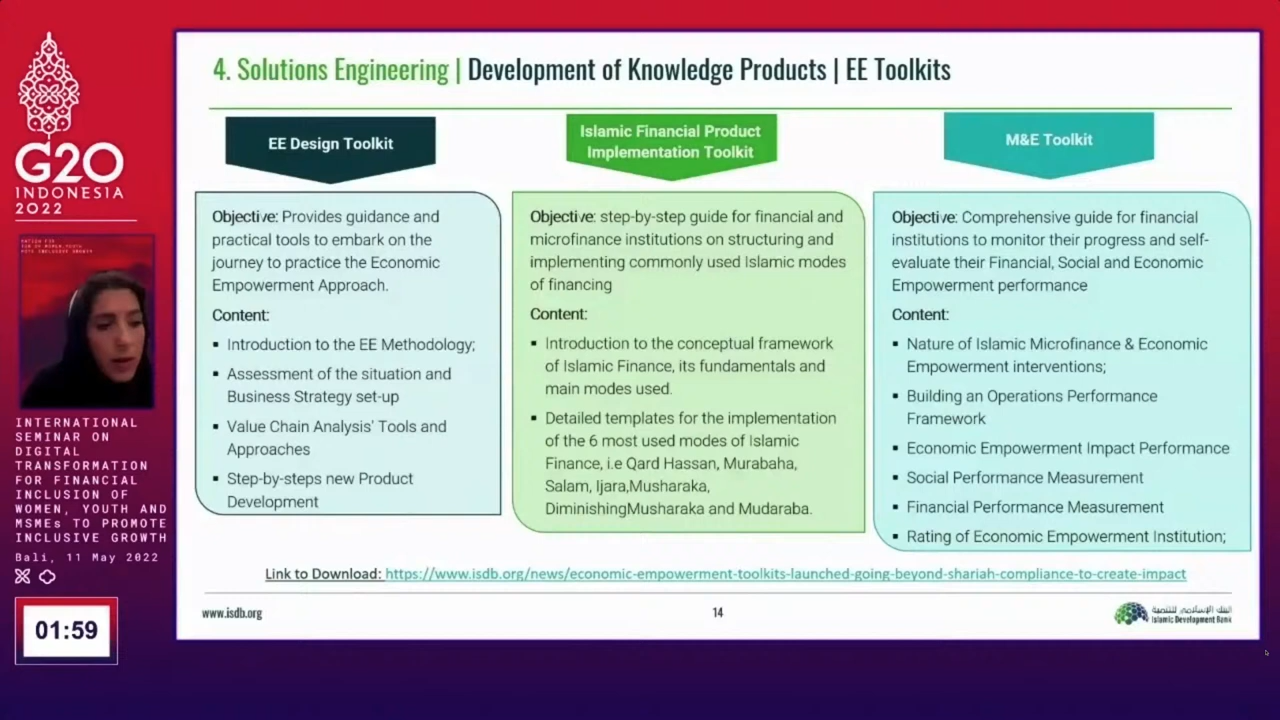 G20
INDONESIA
2022
INTERNATIONAL
SEMINAR ON
DIGITAL
TRANSFORMATION
FOR FINANCIAL
INCLUSION OF
WOMEN, YOUTH AND
MSMEs TO PROMOTE
INCLUSIVE GROWTH
Bali, 11 May 2022
01:59
4. Solutions Engineering | Development of Knowledge Products | EE Toolkits
EE Design Toolkit
Objective: Provides guidance and
practical tools to embark on the
journey to practice the Economic
Empowerment Approach.
Content:
▪ Introduction to the EE Methodology;
▪ Assessment of the situation and
Business Strategy set-up
▪ Value Chain Analysis' Tools and
Approaches
▪ Step-by-steps new Product
Development
Islamic Financial Product
Implementation Toolkit
Objective: step-by-step guide for financial and
microfinance institutions on structuring and
implementing commonly used Islamic modes
of financing
Content:
▪ Introduction to the conceptual framework
of Islamic Finance, its fundamentals and
main modes used.
▪ Detailed templates for the implementation
of the 6 most used modes of Islamic
Finance, i.e Qard Hassan, Murabaha,
Salam, Ijara,Musharaka,
DiminishingMusharaka and Mudaraba.
M&E Toolkit
Objective: Comprehensive guide for financial
institutions to monitor their progress and self-
evaluate their Financial, Social and Economic
Empowerment performance
Content:
▪ Nature of Islamic Microfinance & Economic
Empowerment interventions;
▪ Building an Operations Performance
Framework
▪ Economic Empowerment Impact Performance
▪ Social Performance Measurement
▪ Financial Performance Measurement
▪ Rating of Economic Empowerment Institution;
Link to Download: https://www.isdb.org/news/economic-empowerment-toolkits-launched-going-beyond-shariah-compliance-to-create-impact
www.isdb.org
14
البنك الإسلامي للتنمية
Islamic Development Bank